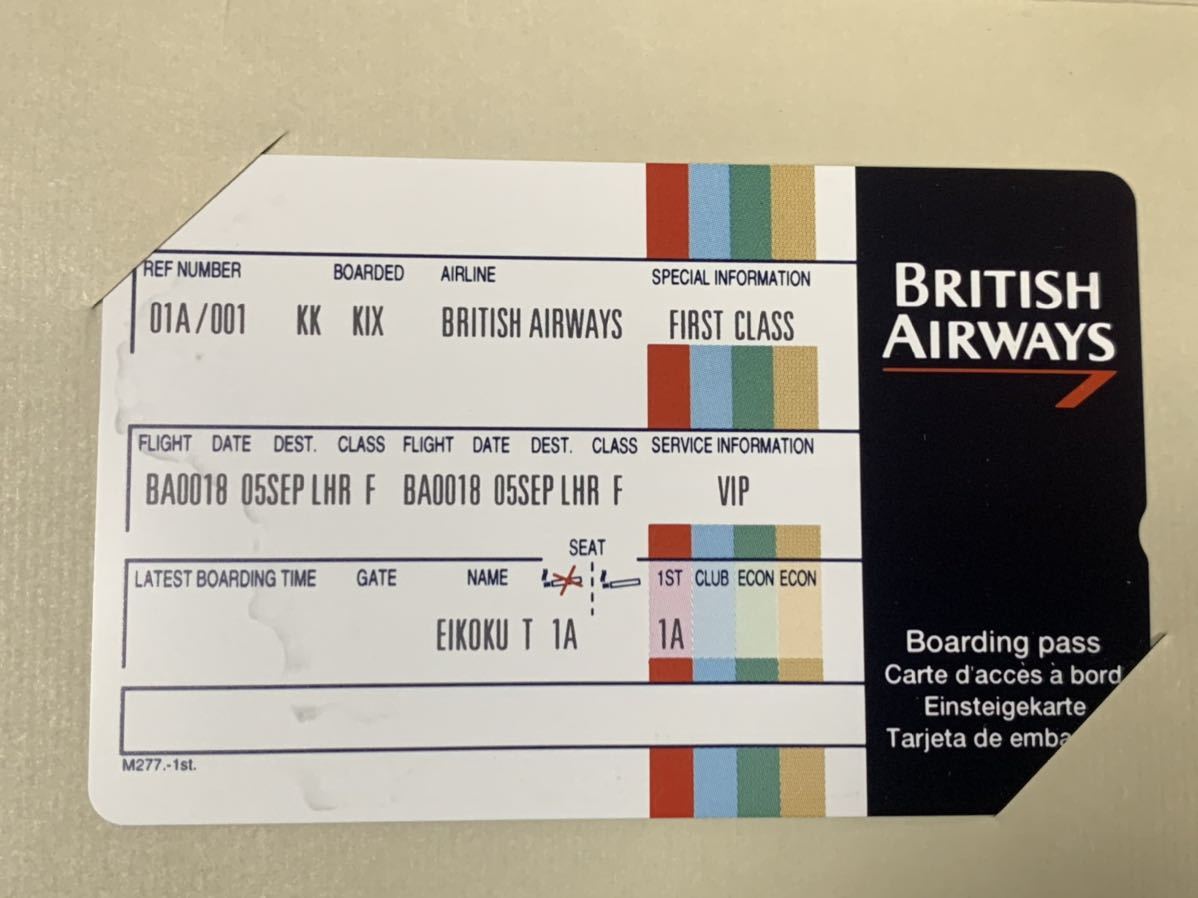 REF NUMBER BOARDED AIRLINE SPECIAL INFORMATION
01A/001 KK KIX BRITISH AIRWAYS FIRST CLASS
BRITISH
AIRWAYS
FLIGHT DATE DEST. CLASS FLIGHT DATE DEST. CLASS SERVICE INFORMATION
BA0018 05SEP LHR F BA0018 05SEP LHR F VIP
SEAT
LATEST BOARDING TIME GATE NAME 1ST CLUB ECON ECON
EIKOKU T 1A 1A
M277.-1st.
Boarding pass
Carte d'accès à bord
Einsteigekarte
Tarjeta de